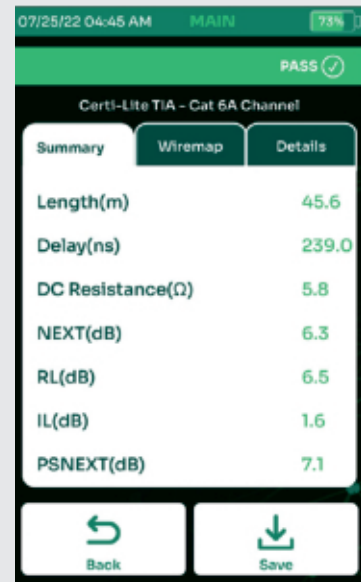 07/25/22 04:45 AM MAIN 73%
PASS
Certi-Lite TIA - Cat 6A Channel
Summary Wiremap Details
Length(m) 45.6
Delay(ns) 239.0
DC Resistance(Ω) 5.8
NEXT(dB) 6.3
RL(dB) 6.5
IL(dB) 1.6
PSNEXT(dB) 7.1
Back Save